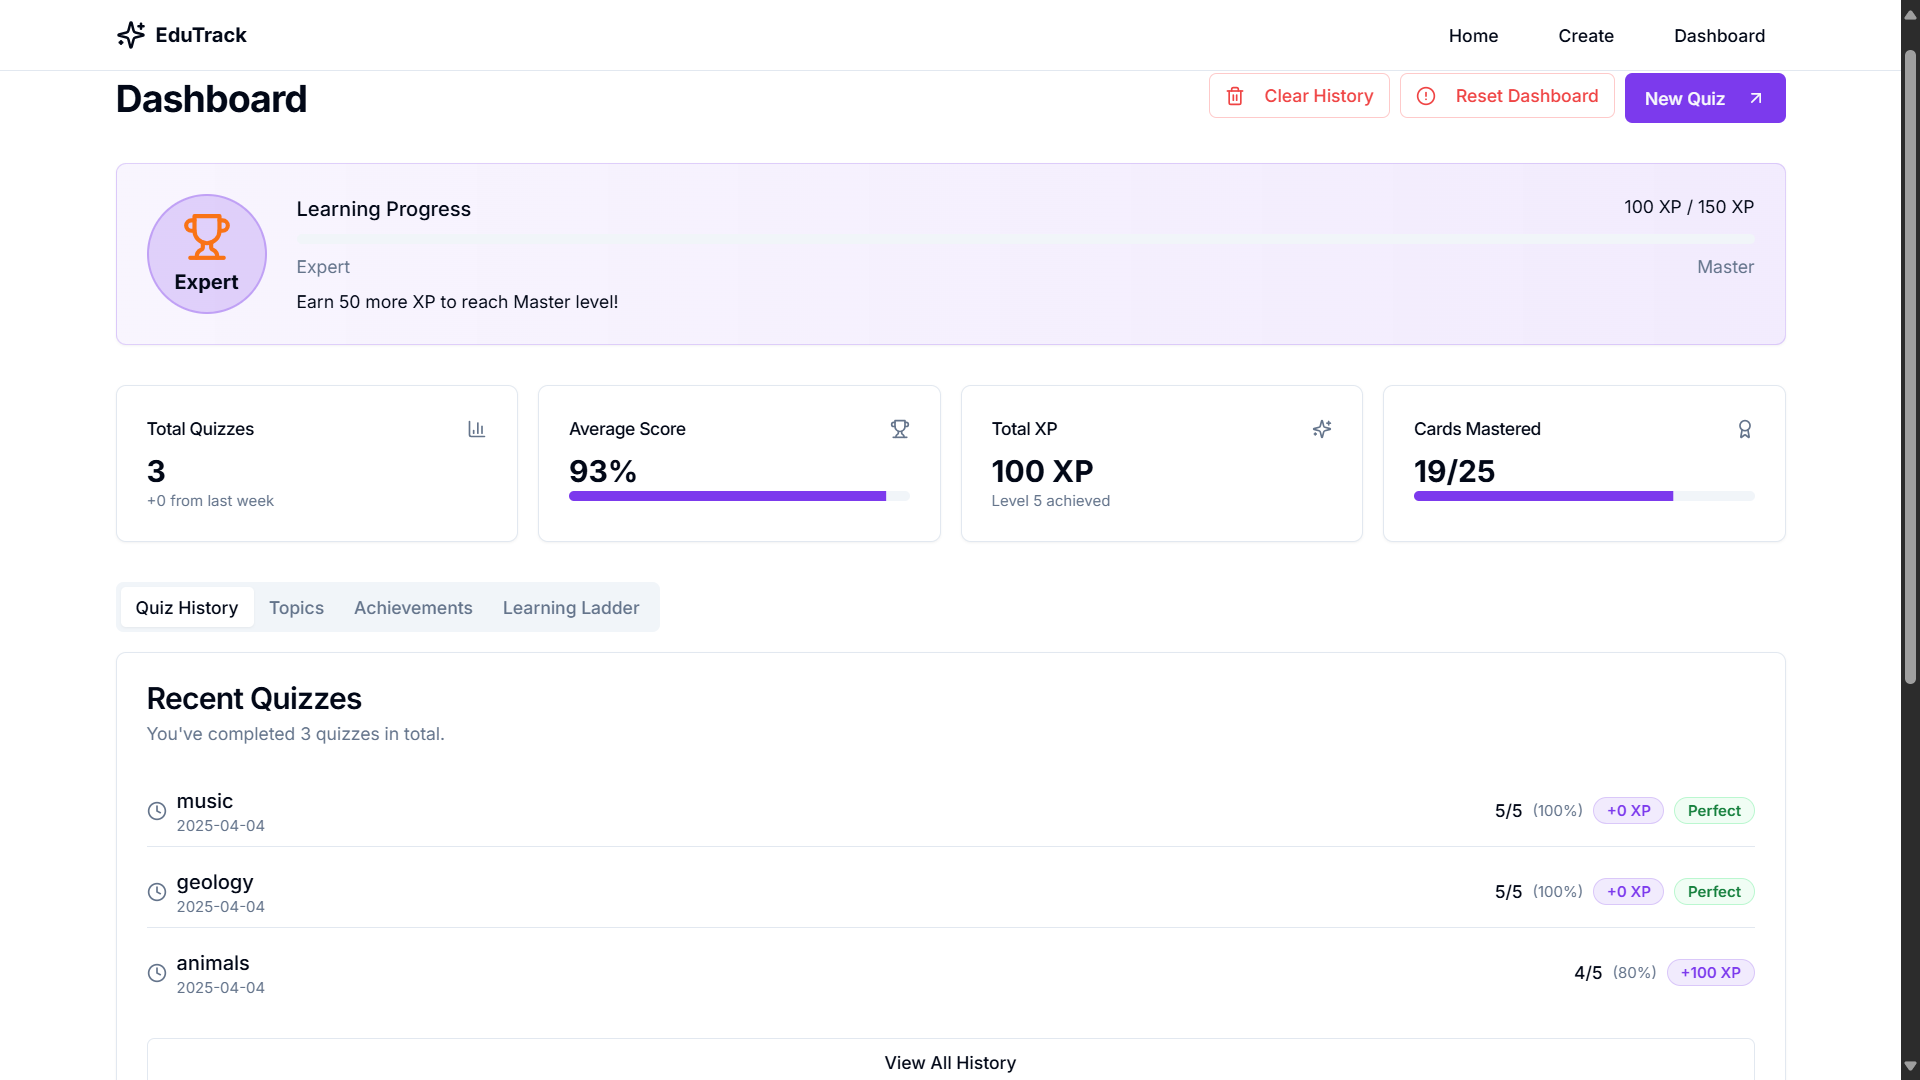 EduTrack
Home Create Dashboard
Dashboard
Clear History Reset Dashboard New Quiz
Expert
Learning Progress
100 XP / 150 XP
Expert
Master
Earn 50 more XP to reach Master level!
Total Quizzes
3
+0 from last week
Average Score
93%
Total XP
100 XP
Level 5 achieved
Cards Mastered
19/25
Quiz History Topics Achievements Learning Ladder
Recent Quizzes
You've completed 3 quizzes in total.
music
2025-04-04
5/5 (100%) +0 XP Perfect
geology
2025-04-04
5/5 (100%) +0 XP Perfect
animals
2025-04-04
4/5 (80%) +100 XP
View All History